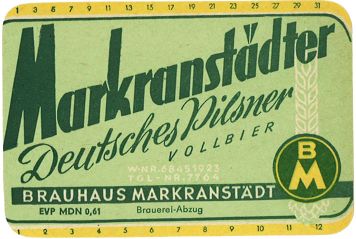 1 3 5 7 9 11 13 15 17 19 21 23 25 27 29 31
Markranstädter
Deutsches Pilsner
VOLLBIER
W-NR. 68451923
TGL-NR. 7764
B
M
BRAUHAUS MARKRANSTÄDT
EVP MDN 0,61 Brauerei-Abzug
1 2 3 4 5 6 7 8 9 10 11 12